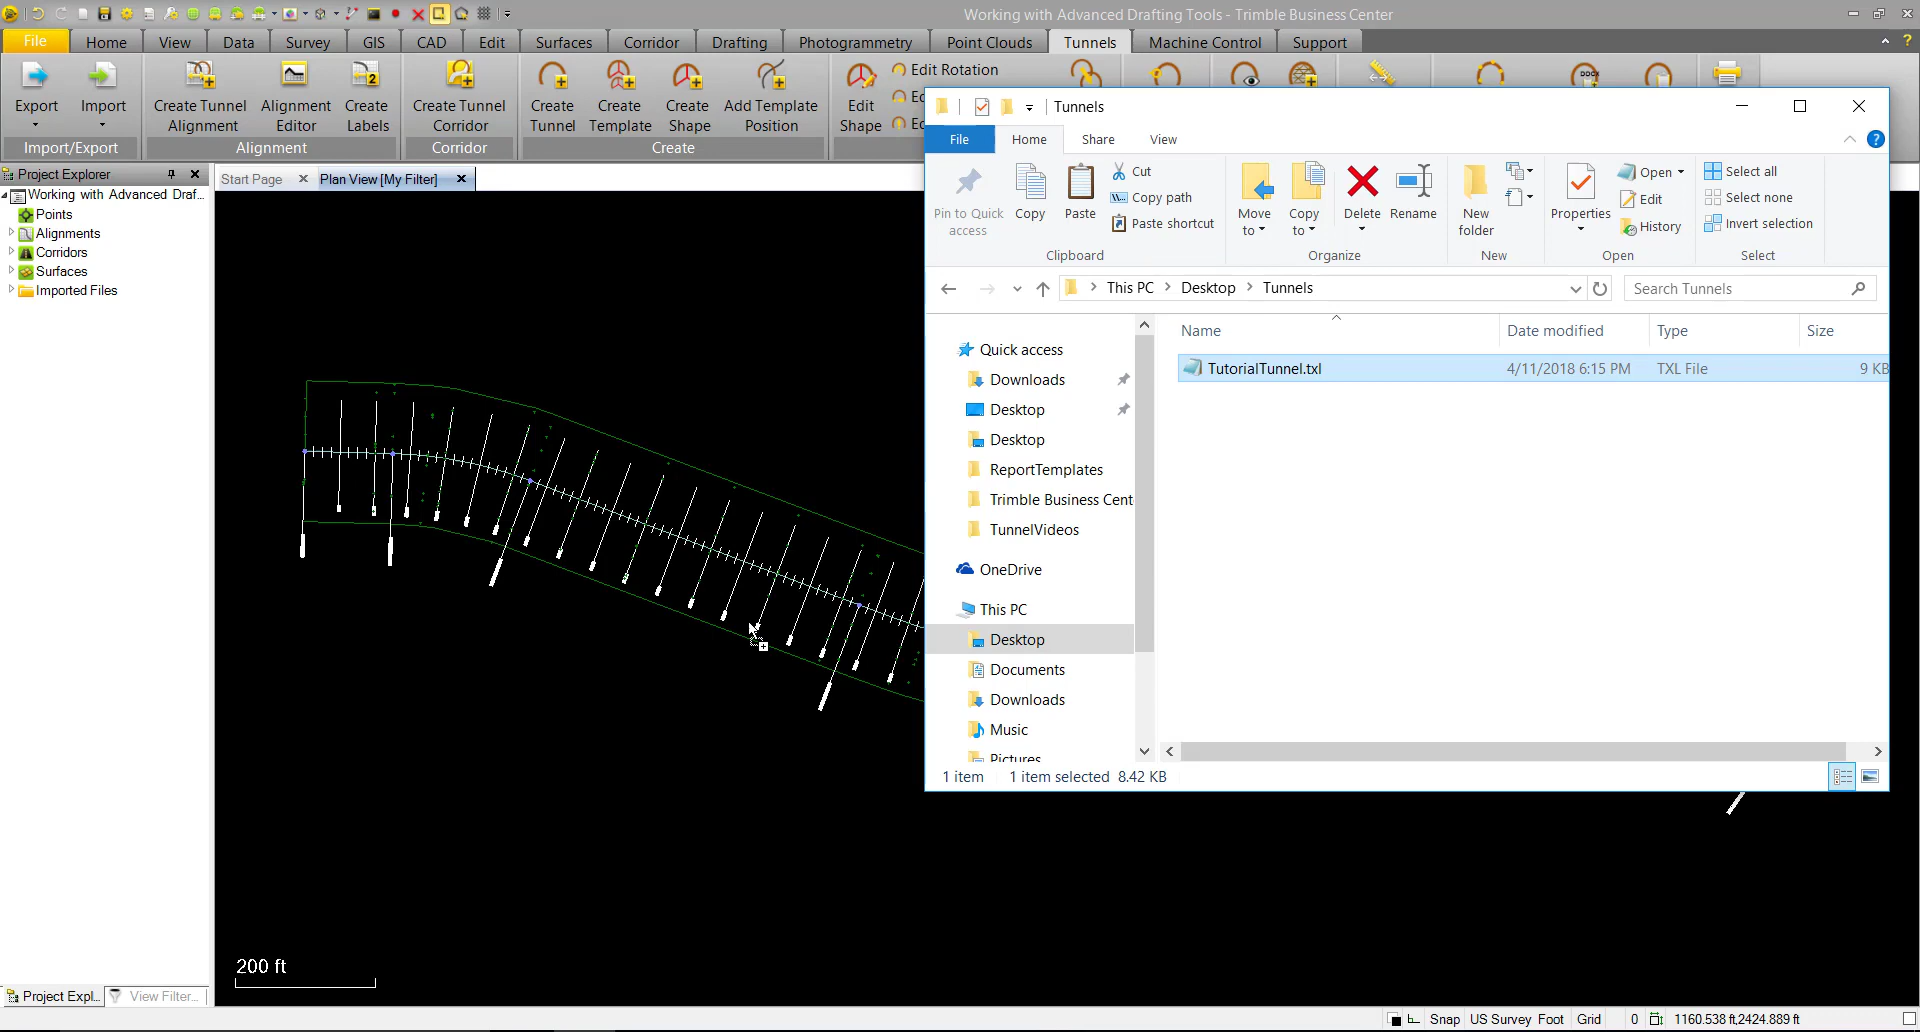 Working with Advanced Drafting Tools - Trimble Business Center
File Home View Data Survey GIS CAD Edit Surfaces Corridor Drafting Photogrammetry Point Clouds Tunnels Machine Control Support
Export
Import
Import/Export
Create Tunnel
Alignment
Alignment
Editor
Create
Labels
Alignment
Create Tunnel
Corridor
Corridor
Create
Tunnel
Create
Template
Create
Shape
Add Template
Position
Create
Edit
Shape
Edit Rotation
DOCX
Project Explorer
Working with Advanced Draf...
Points
Alignments
Corridors
Surfaces
Imported Files
Project Expl...
View Filter...
Start Page
Plan View [My Filter]
200 ft
Tunnels
File Home Share View
Pin to Quick
access
Copy
Paste
Cut
Copy path
Paste shortcut
Clipboard
Move
to
Copy
to
Delete
Rename
Organize
New
folder
New
Properties
Open
Edit
History
Open
Select all
Select none
Invert selection
Select
This PC > Desktop > Tunnels
Search Tunnels
Quick access
Downloads
Desktop
Desktop
ReportTemplates
Trimble Business Cent
TunnelVideos
OneDrive
This PC
Desktop
Documents
Downloads
Music
Pictures
Name Date modified Type Size
TutorialTunnel.txl 4/11/2018 6:15 PM TXL File 9 KB
1 item 1 item selected 8.42 KB
Snap US Survey Foot Grid 0 1160.538 ft,2424.889 ft